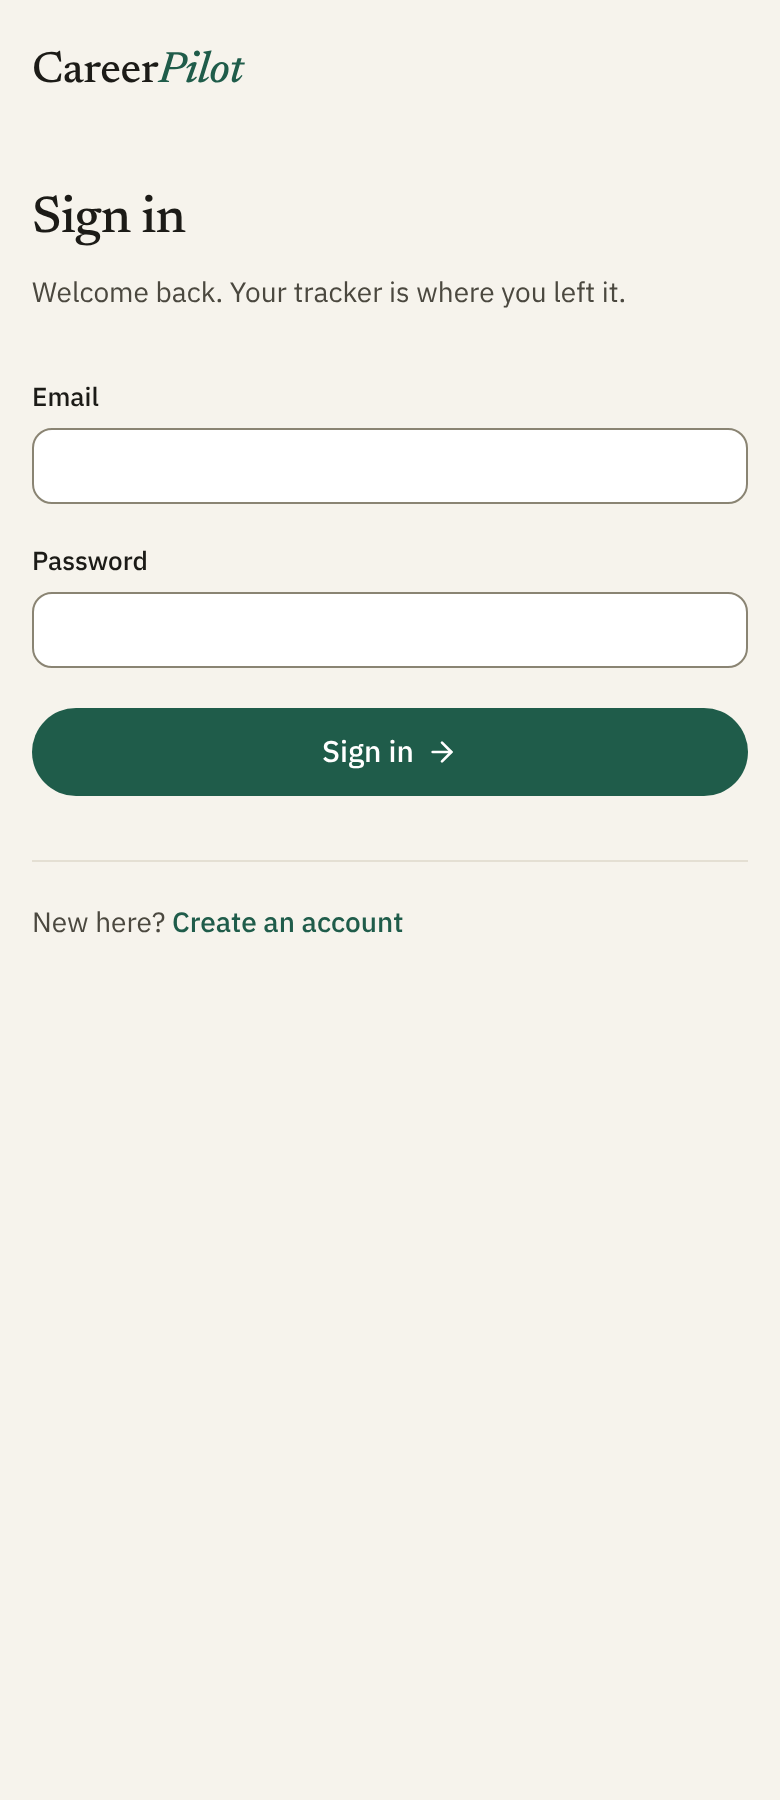 CareerPilot
Sign in
Welcome back. Your tracker is where you left it.
Email
Password
Sign in →
New here? Create an account